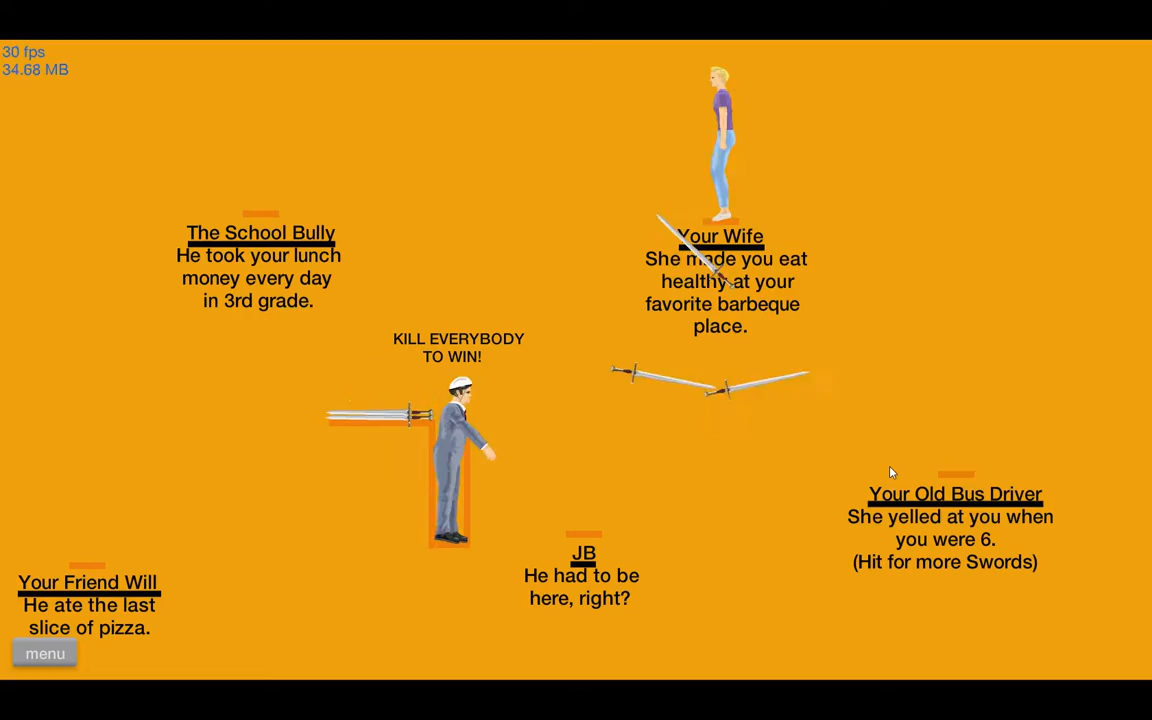 30 fps
34.68 MB
The School Bully
He took your lunch
money every day
in 3rd grade.
Your Wife
She made you eat
healthy at your
favorite barbeque
place.
KILL EVERYBODY
TO WIN!
Your Old Bus Driver
She yelled at you when
you were 6.
(Hit for more Swords)
JB
He had to be
here, right?
Your Friend Will
He ate the last
slice of pizza.
menu